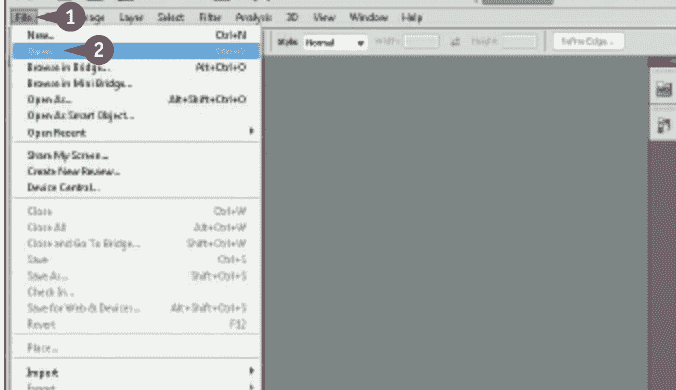 File Image Layer Select Filter Analysis 3D View Window Help
1
New... Ctrl+N
Style: Normal Width: Height: Refine Edge...
2
Browse in Bridge... Alt+Ctrl+O
Browse in Mini Bridge...
Open As... Alt+Shift+Ctrl+O
Open As Smart Object...
Open Recent
Share My Screen...
Create New Review...
Device Central...
Close Ctrl+W
Close All Alt+Ctrl+W
Close and Go To Bridge... Shift+Ctrl+W
Save Ctrl+S
Save As... Shift+Ctrl+S
Check In...
Save for Web & Devices... Alt+Shift+Ctrl+S
Revert F12
Place...
Import
Export